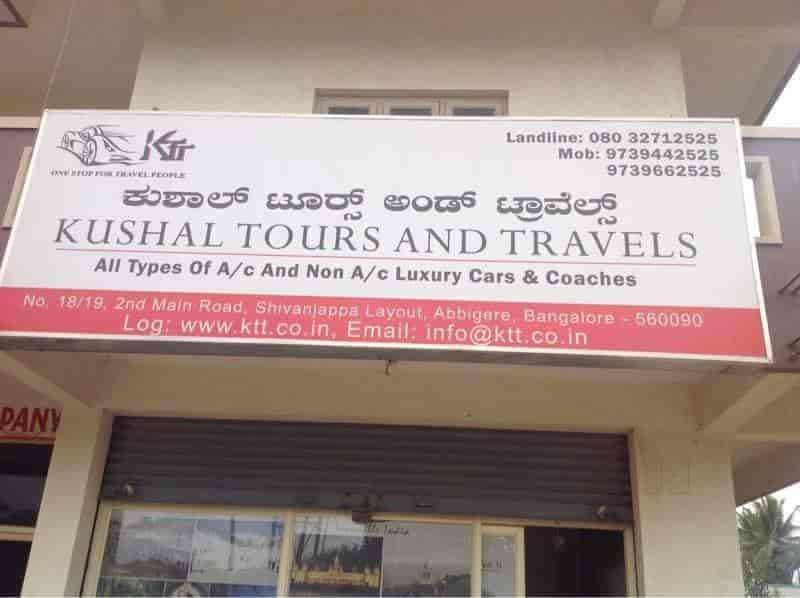 KTT
ONE STOP FOR TRAVEL PEOPLE
Landline: 080 32712525
Mob: 9739442525
9739662525
ಕುಶಾಲ್ ಟೂರ್ಸ್ ಅಂಡ್ ಟ್ರಾವೆಲ್ಸ್
KUSHAL TOURS AND TRAVELS
All Types Of A/c And Non A/c Luxury Cars & Coaches
No. 18/19, 2nd Main Road, Shivanjappa Layout, Abbigere, Bangalore - 560090
Log: www.ktt.co.in, Email: info@ktt.co.in
PANY
India